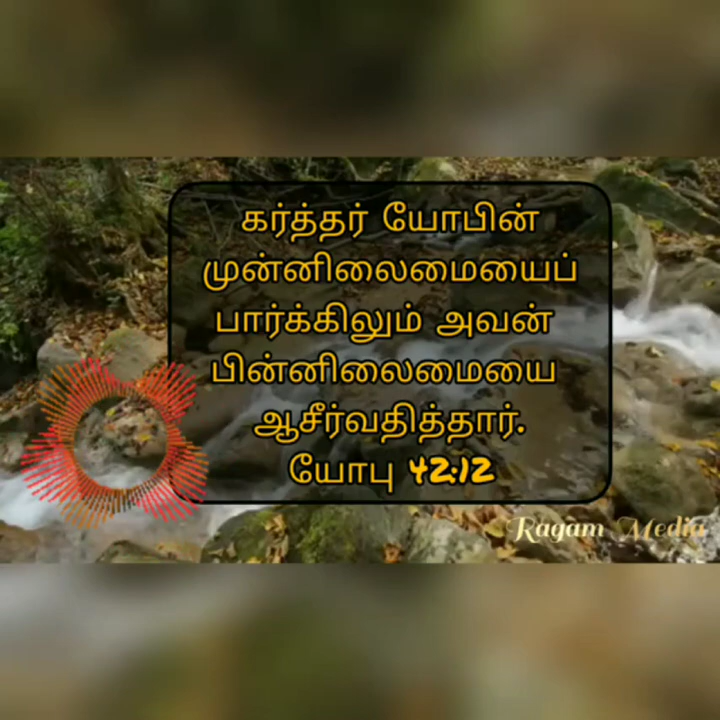 கர்த்தர் யோபின்
முன்னிலைமையைப்
பார்க்கிலும் அவன்
பின்னிலைமையை
ஆசீர்வதித்தார்.
யோபு 42:12
Ragam Media